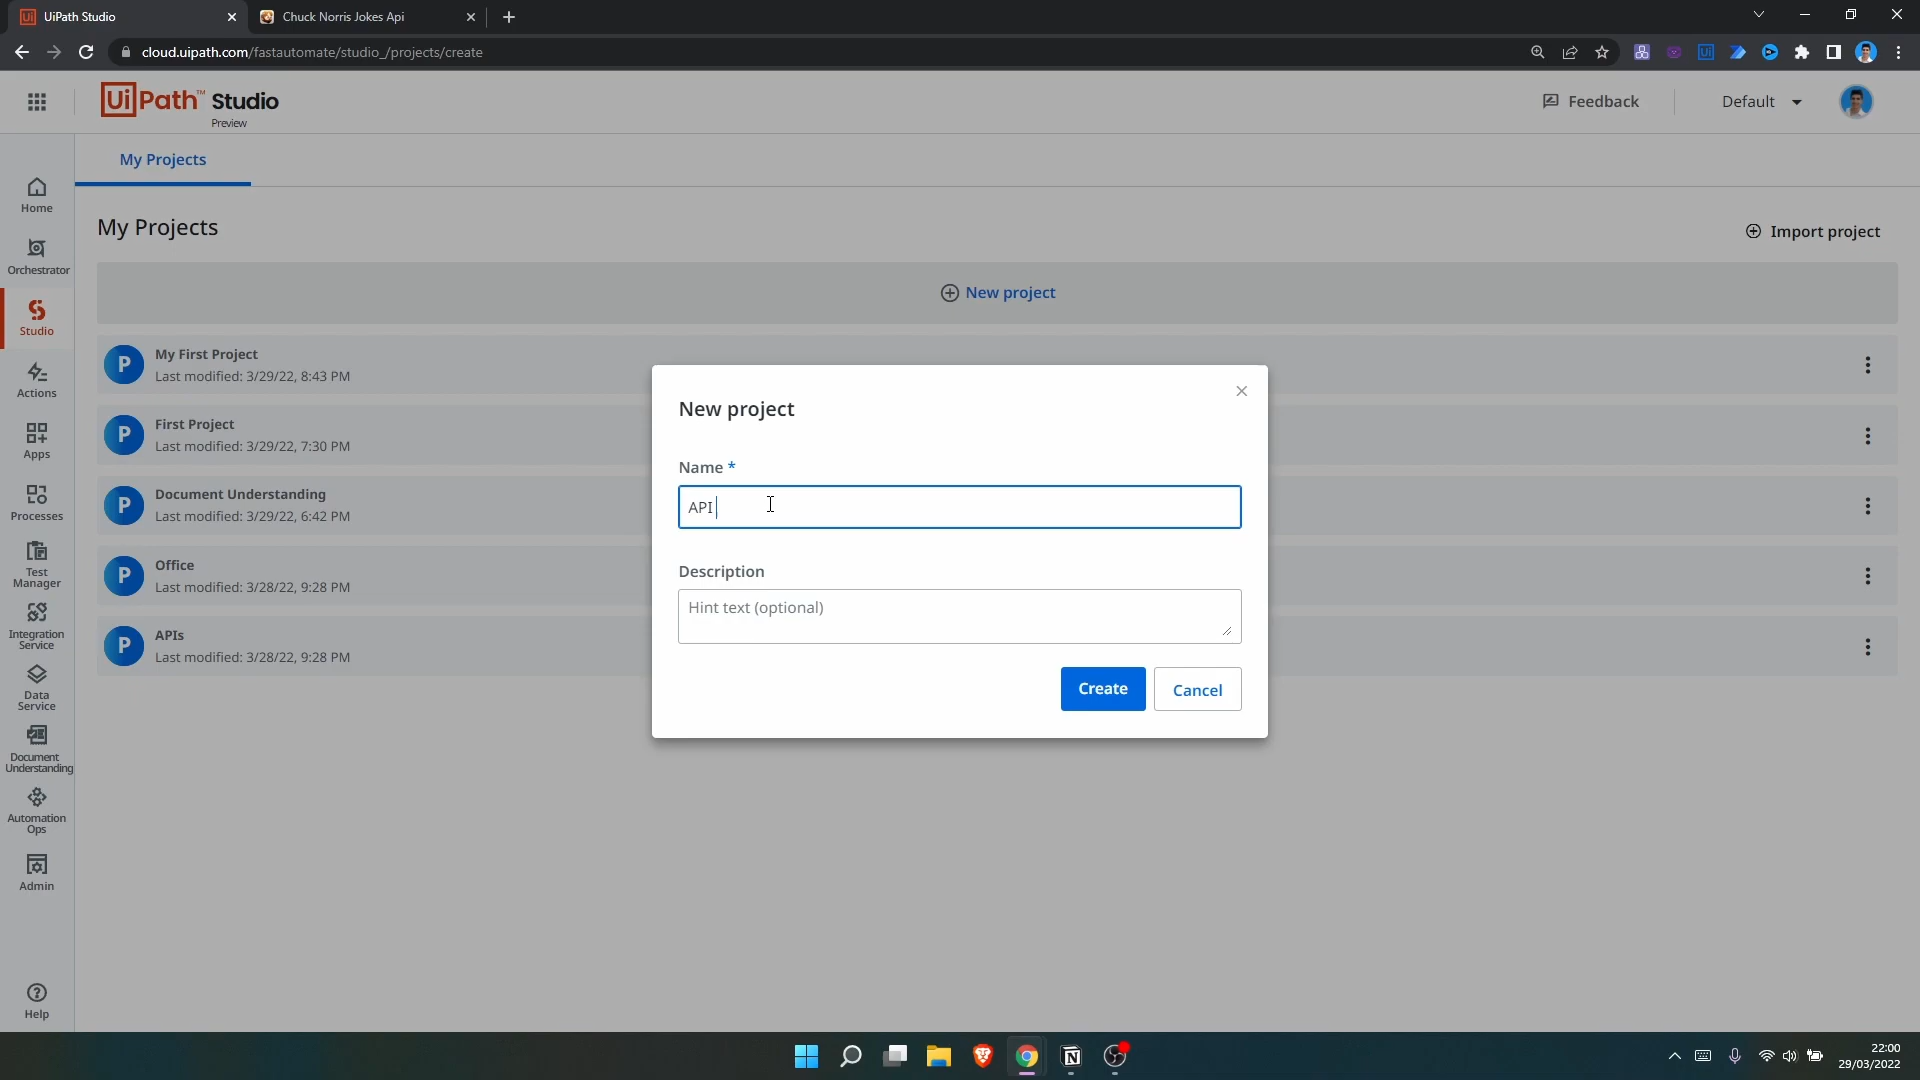 UiPath Studio
Chuck Norris Jokes Api
cloud.uipath.com/fastautomate/studio_/projects/create
UiPath™ Studio
Preview
Feedback
Default
My Projects
Home
Orchestrator
Studio
Actions
Apps
Processes
Test
Manager
Integration
Service
Data
Service
Document
Understanding
Automation
Ops
Admin
Help
My Projects
Import project
New project
P
My First Project
Last modified: 3/29/22, 8:43 PM
P
First Project
Last modified: 3/29/22, 7:30 PM
P
Document Understanding
Last modified: 3/29/22, 6:42 PM
P
Office
Last modified: 3/28/22, 9:28 PM
P
APIs
Last modified: 3/28/22, 9:28 PM
New project
Name *
API
Description
Hint text (optional)
Create
Cancel
22:00
29/03/2022